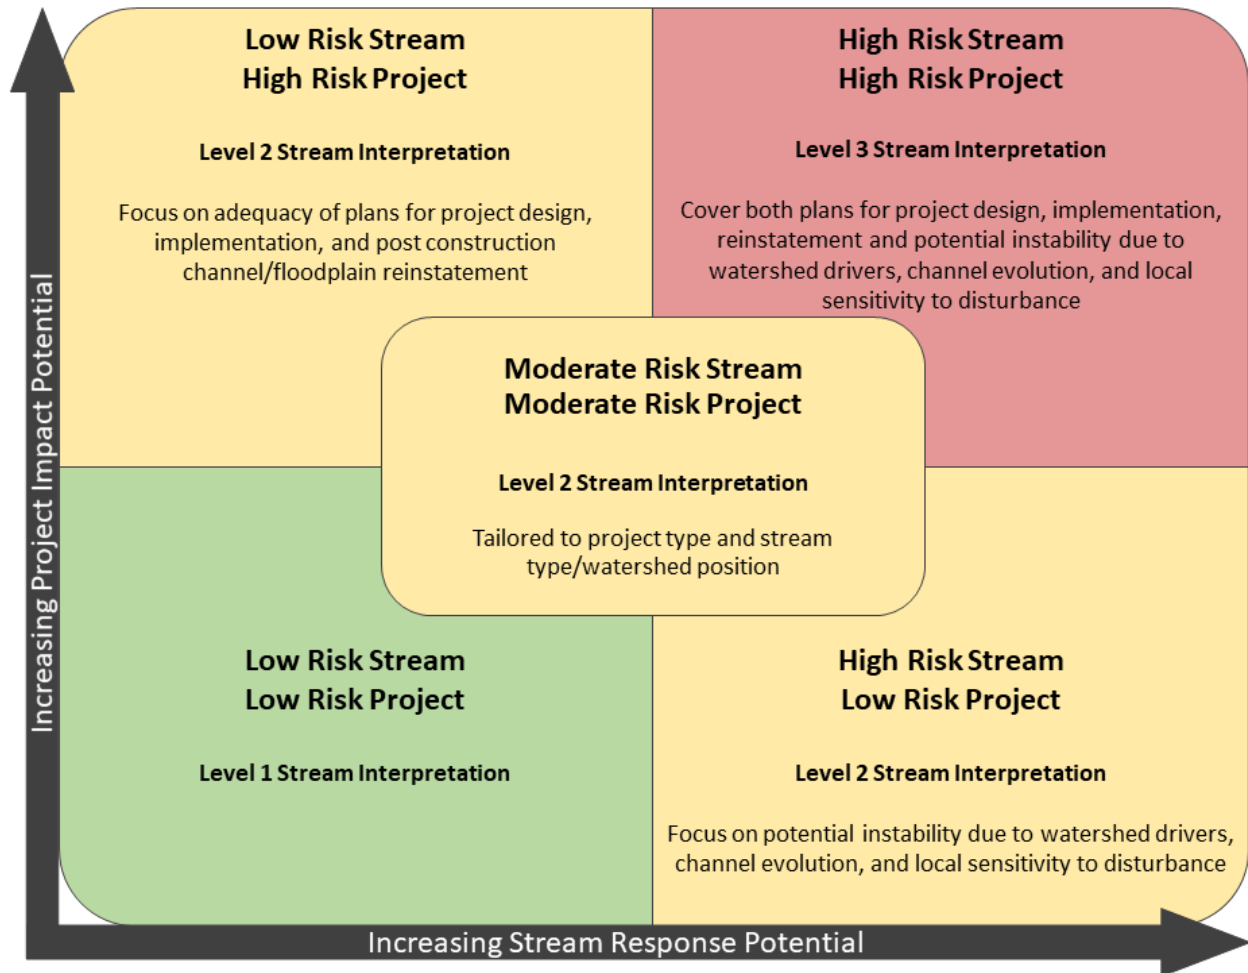 Increasing Project Impact Potential
Low Risk Stream
High Risk Project
Level 2 Stream Interpretation
Focus on adequacy of plans for project design,
implementation, and post construction
channel/floodplain reinstatement
High Risk Stream
High Risk Project
Level 3 Stream Interpretation
Cover both plans for project design, implementation,
reinstatement and potential instability due to
watershed drivers, channel evolution, and local
sensitivity to disturbance
Moderate Risk Stream
Moderate Risk Project
Level 2 Stream Interpretation
Tailored to project type and stream
type/watershed position
Low Risk Stream
Low Risk Project
Level 1 Stream Interpretation
High Risk Stream
Low Risk Project
Level 2 Stream Interpretation
Focus on potential instability due to watershed drivers,
channel evolution, and local sensitivity to disturbance
Increasing Stream Response Potential